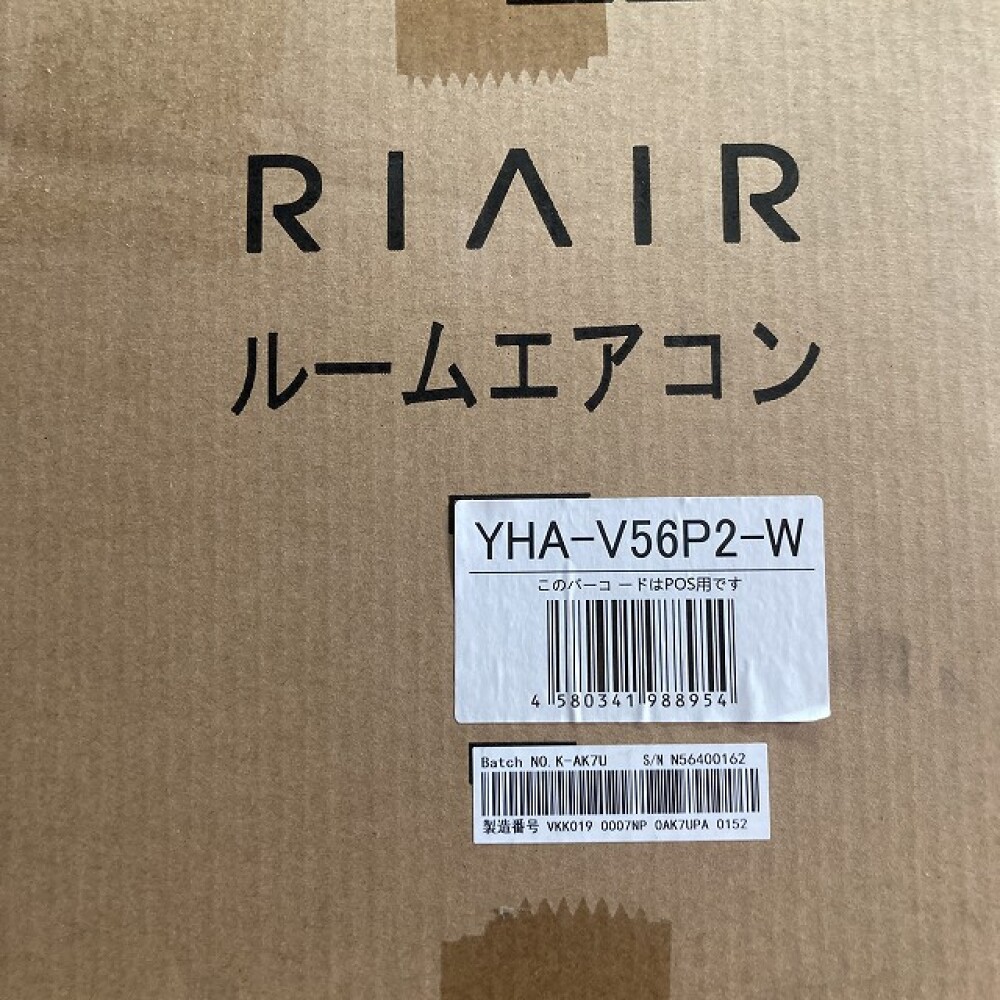 RIAIR
ルームエアコン
YHA-V56P2-W
このバーコードはPOS用です
4 580341 988954
Batch NO. K-AK7U S/N N56400162
製造番号 VKK019 0007NP 0AK7UPA 0152